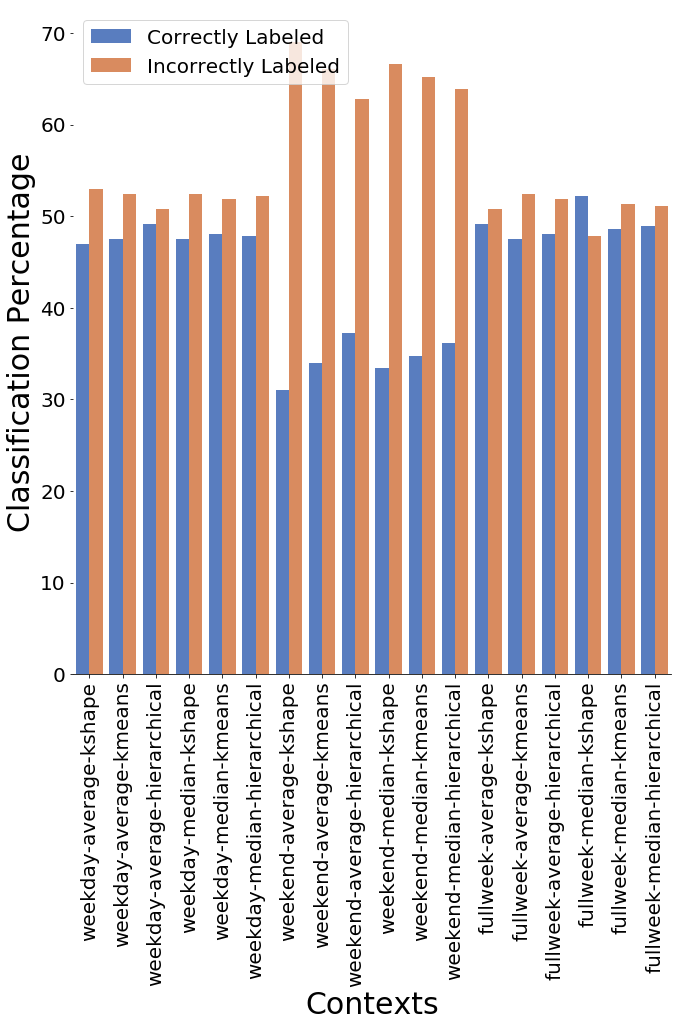 Correctly Labeled
Incorrectly Labeled
Classification Percentage
70
60
50
40
30
20
10
0
weekday-average-kshape
weekday-average-kmeans
weekday-average-hierarchical
weekday-median-kshape
weekday-median-kmeans
weekday-median-hierarchical
weekend-average-kshape
weekend-average-kmeans
weekend-average-hierarchical
weekend-median-kshape
weekend-median-kmeans
weekend-median-hierarchical
fullweek-average-kshape
fullweek-average-kmeans
fullweek-average-hierarchical
fullweek-median-kshape
fullweek-median-kmeans
fullweek-median-hierarchical
Contexts